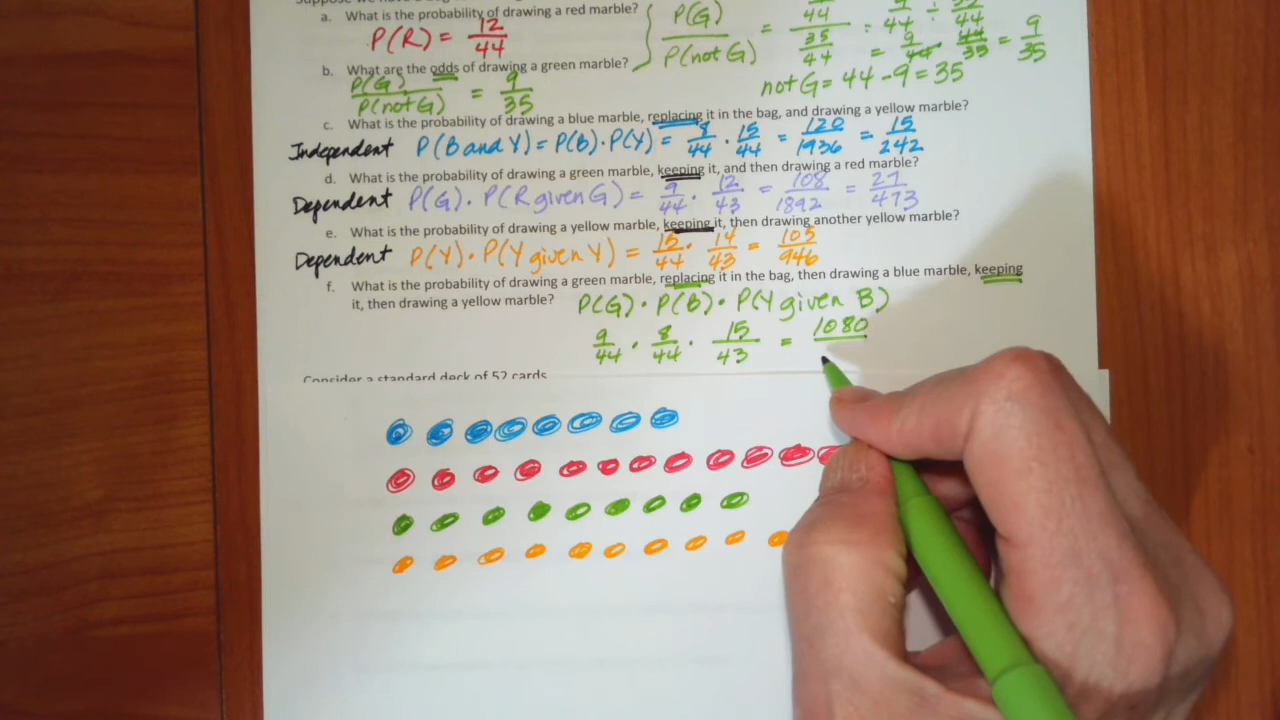 a. What is the probability of drawing a red marble?
P(R) = 12/44
P(G)/P(not G) = 44/(35/44) = 9/44 ÷ 44
= 9/44 · 44/35 = 9/35
not G = 44 - 9 = 35
b. What are the odds of drawing a green marble?
P(G)/P(not G) = 9/35
c. What is the probability of drawing a blue marble, replacing it in the bag, and drawing a yellow marble?
Independent P(B and Y) = P(B) · P(Y) = 8/44 · 15/44 = 120/1936 = 15/242
d. What is the probability of drawing a green marble, keeping it, and then drawing a red marble?
Dependent P(G) · P(R given G) = 9/44 · 12/43 = 108/1892 = 27/473
e. What is the probability of drawing a yellow marble, keeping it, then drawing another yellow marble?
Dependent P(Y) · P(Y given Y) = 15/44 · 14/43 = 105/946
f. What is the probability of drawing a green marble, replacing it in the bag, then drawing a blue marble, keeping
it, then drawing a yellow marble? P(G) · P(B) · P(Y given B)
9/44 · 8/44 · 15/43 = 1080
Consider a standard deck of 52 cards